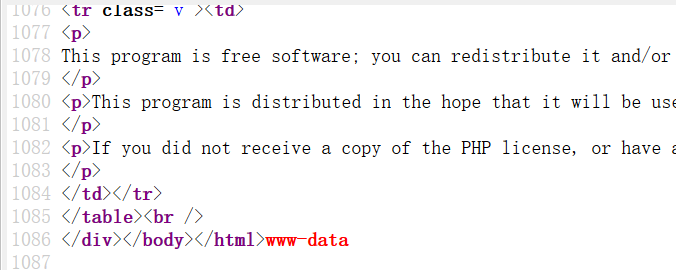 1076 <tr class="v"><td>
1077 <p>
1078 This program is free software; you can redistribute it and/or
1079 </p>
1080 <p>This program is distributed in the hope that it will be use
1081 </p>
1082 <p>If you did not receive a copy of the PHP license, or have a
1083 </p>
1084 </td></tr>
1085 </table><br />
1086 </div></body></html>www-data
1087